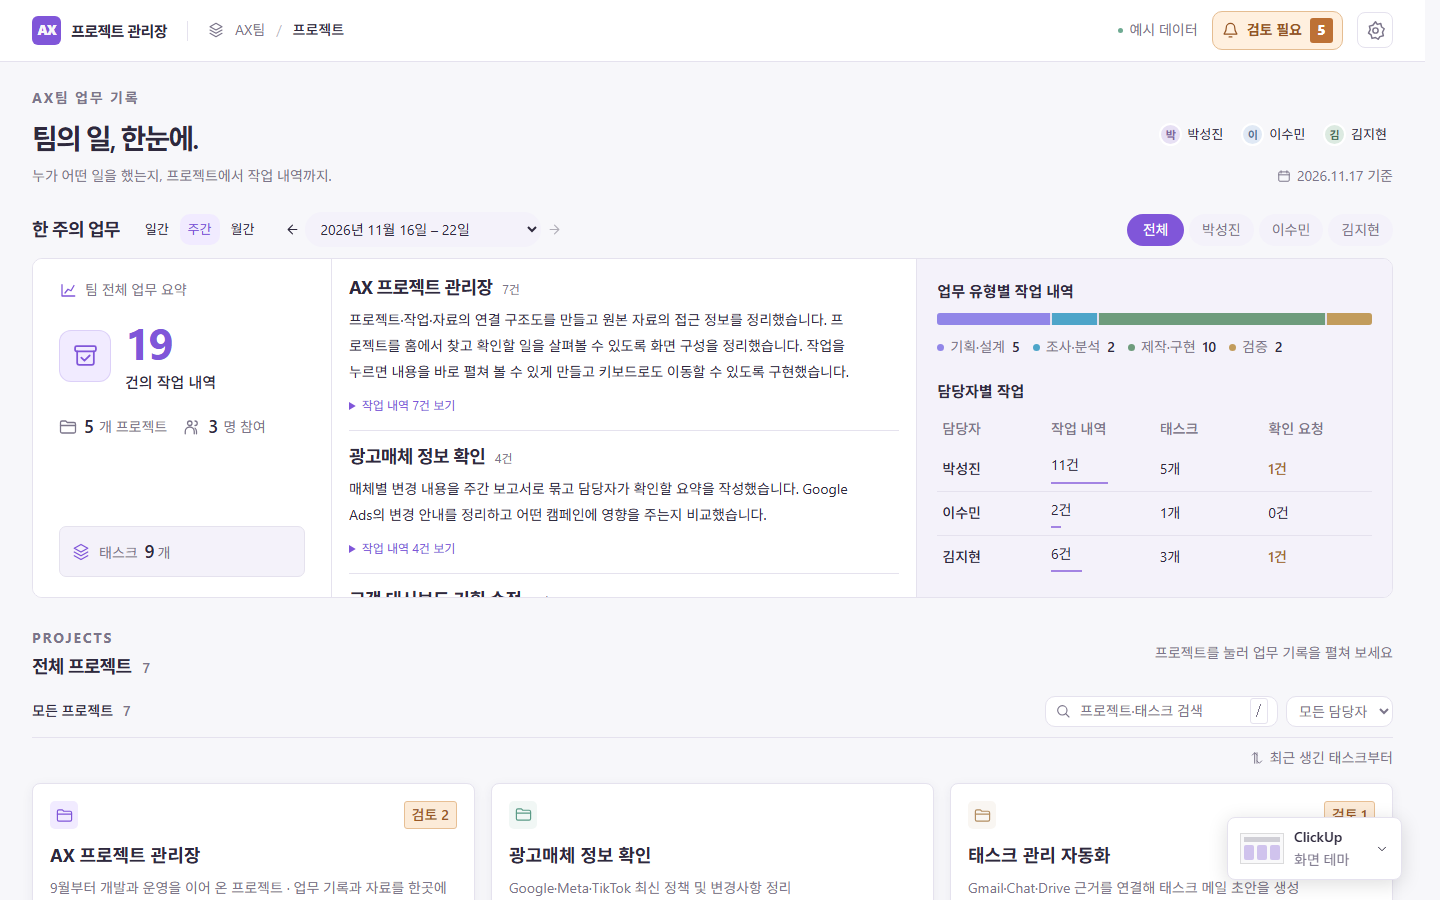 AX 프로젝트 관리장
AX팀 / 프로젝트
예시 데이터
검토 필요 5
AX팀 업무 기록
팀의 일, 한눈에.
누가 어떤 일을 했는지, 프로젝트에서 작업 내역까지.
박 박성진 이 이수민 김 김지현
2026.11.17 기준
한 주의 업무
일간 주간 월간
← 2026년 11월 16일 – 22일 →
전체 박성진 이수민 김지현
팀 전체 업무 요약
19
건의 작업 내역
5 개 프로젝트 3 명 참여
태스크 9 개
AX 프로젝트 관리장 7건
프로젝트·작업·자료의 연결 구조도를 만들고 원본 자료의 접근 정보를 정리했습니다. 프
로젝트를 홈에서 찾고 확인할 일을 살펴볼 수 있도록 화면 구성을 정리했습니다. 작업을
누르면 내용을 바로 펼쳐 볼 수 있게 만들고 키보드로도 이동할 수 있도록 구현했습니다.
▶ 작업 내역 7건 보기
광고매체 정보 확인 4건
매체별 변경 내용을 주간 보고서로 묶고 담당자가 확인할 요약을 작성했습니다. Google
Ads의 변경 안내를 정리하고 어떤 캠페인에 영향을 주는지 비교했습니다.
▶ 작업 내역 4건 보기
업무 유형별 작업 내역
기획·설계 5 조사·분석 2 제작·구현 10 검증 2
담당자별 작업
담당자 작업 내역 태스크 확인 요청
박성진 11건 5개 1건
이수민 2건 1개 0건
김지현 6건 3개 1건
PROJECTS
전체 프로젝트 7
프로젝트를 눌러 업무 기록을 펼쳐 보세요
모든 프로젝트 7
프로젝트·태스크 검색 /
모든 담당자
최근 생긴 태스크부터
검토 2
AX 프로젝트 관리장
9월부터 개발과 운영을 이어 온 프로젝트 · 업무 기록과 자료를 한곳에
광고매체 정보 확인
Google·Meta·TikTok 최신 정책 및 변경사항 정리
검토 1
태스크 관리 자동화
Gmail·Chat·Drive 근거를 연결해 태스크 메일 초안을 생성
ClickUp
화면 테마